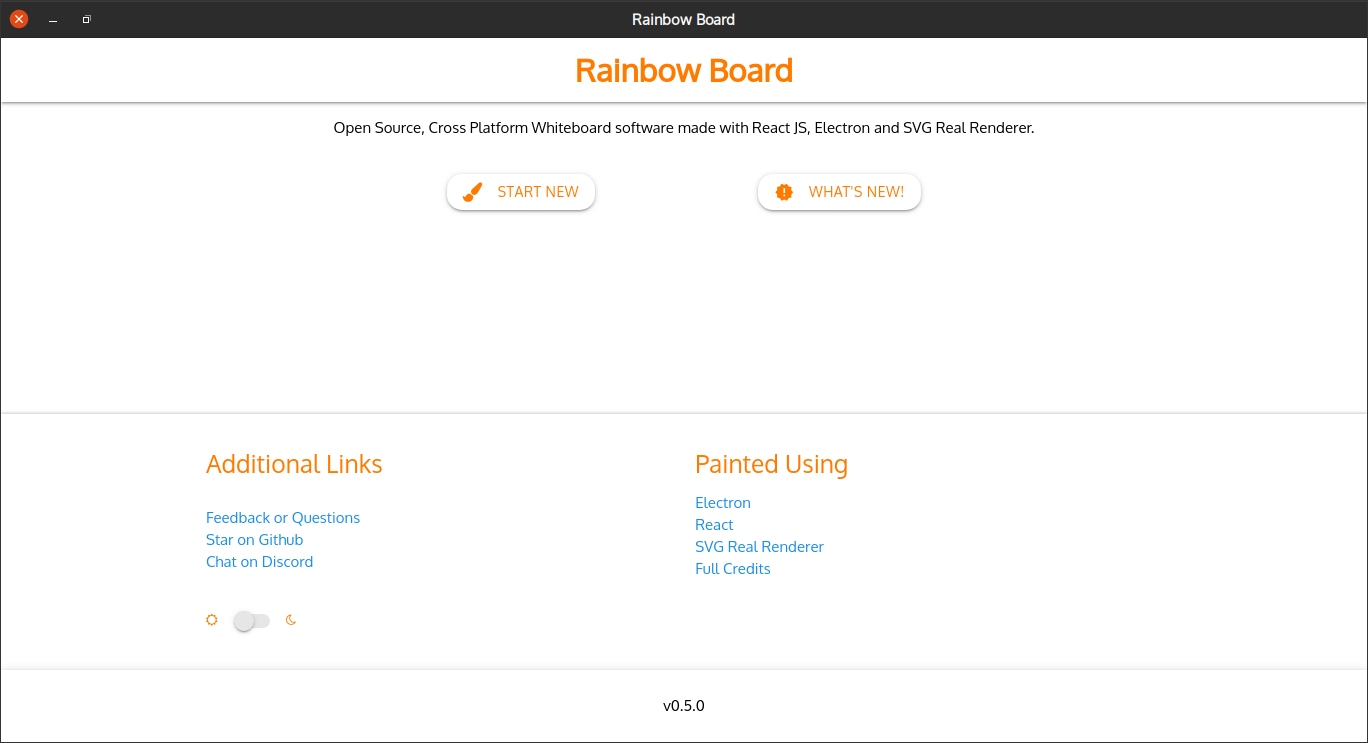 Rainbow Board
Rainbow Board
Open Source, Cross Platform Whiteboard software made with React JS, Electron and SVG Real Renderer.
START NEW
WHAT'S NEW!
Additional Links
Feedback or Questions
Star on Github
Chat on Discord
Painted Using
Electron
React
SVG Real Renderer
Full Credits
v0.5.0